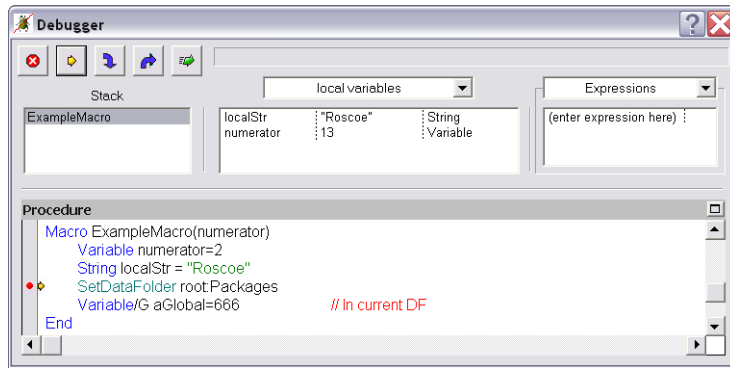 Debugger
Stack
local variables
Expressions
ExampleMacro
localStr "Roscoe" String
numerator 13 Variable
(enter expression here)
Procedure
Macro ExampleMacro(numerator)
Variable numerator=2
String localStr = "Roscoe"
SetDataFolder root:Packages
Variable/G aGlobal=666 // In current DF
End